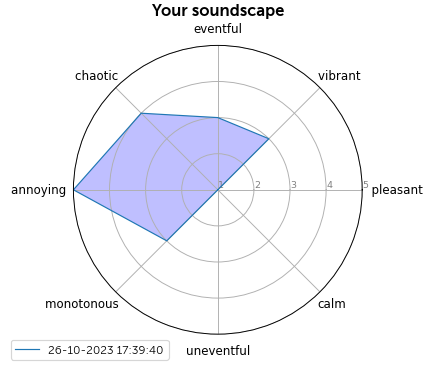 Your soundscape
eventful
chaotic
vibrant
annoying
1 2 3 4 5
pleasant
monotonous
calm
uneventful
26-10-2023 17:39:40